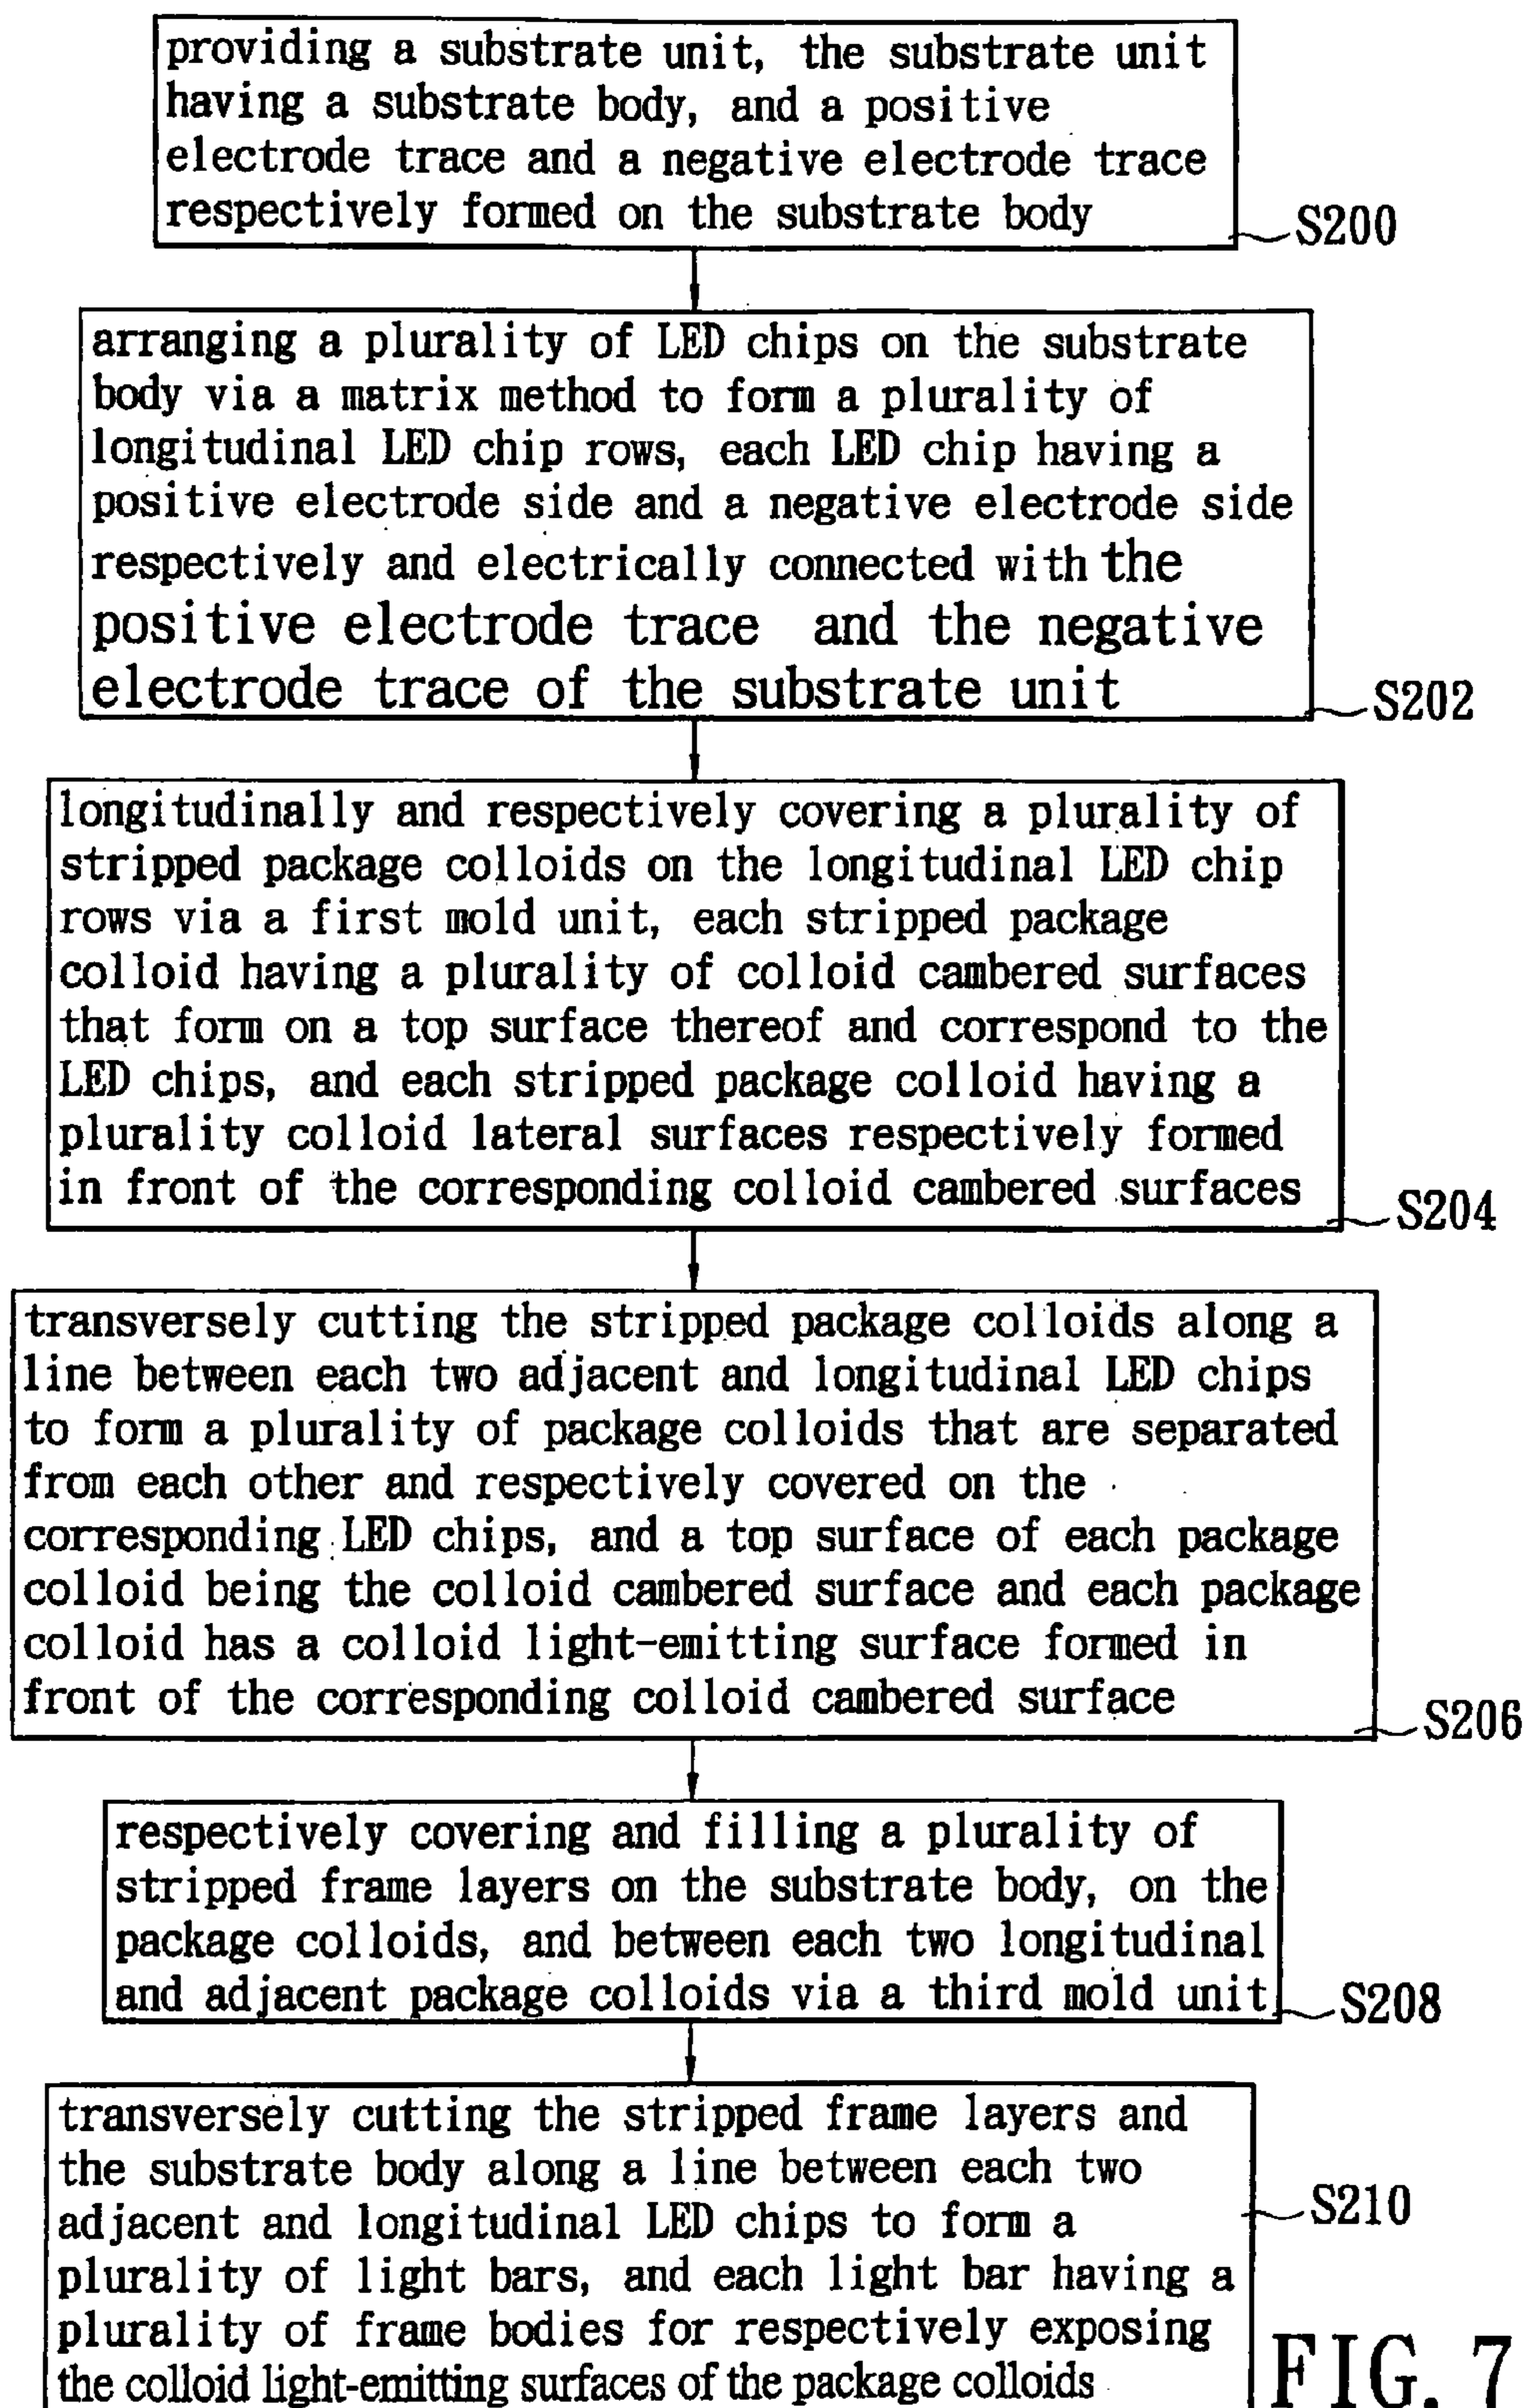 providing a substrate unit, the substrate unit
having a substrate body, and a positive
electrode trace and a negative electrode trace
respectively formed on the substrate body
S200
arranging a plurality of LED chips on the substrate
body via a matrix method to form a plurality of
longitudinal LED chip rows, each LED chip having a
positive electrode side and a negative electrode side
respectively and electrically connected with the
positive electrode trace and the negative
electrode trace of the substrate unit
S202
longitudinally and respectively covering a plurality of
stripped package colloids on the longitudinal LED chip
rows via a first mold unit, each stripped package
colloid having a plurality of colloid cambered surfaces
that form on a top surface thereof and correspond to the
LED chips, and each stripped package colloid having a
plurality colloid lateral surfaces respectively formed
in front of the corresponding colloid cambered surfaces
S204
transversely cutting the stripped package colloids along a
line between each two adjacent and longitudinal LED chips
to form a plurality of package colloids that are separated
from each other and respectively covered on the
corresponding LED chips, and a top surface of each package
colloid being the colloid cambered surface and each package
colloid has a colloid light-emitting surface formed in
front of the corresponding colloid cambered surface
S206
respectively covering and filling a plurality of
stripped frame layers on the substrate body, on the
package colloids, and between each two longitudinal
and adjacent package colloids via a third mold unit
S208
transversely cutting the stripped frame layers and
the substrate body along a line between each two
adjacent and longitudinal LED chips to form a
plurality of light bars, and each light bar having a
plurality of frame bodies for respectively exposing
the colloid light-emitting surfaces of the package colloids
S210
FIG. 7